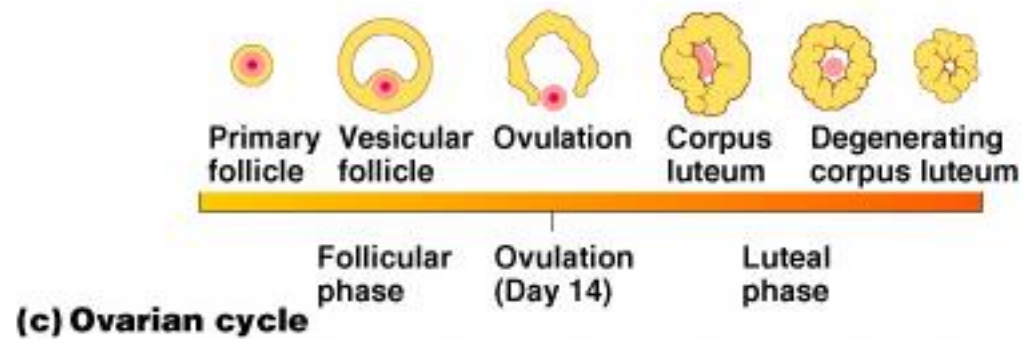 Primary follicle
Vesicular follicle
Ovulation
Corpus luteum
Degenerating corpus luteum
Follicular phase
Ovulation (Day 14)
Luteal phase
(c) Ovarian cycle